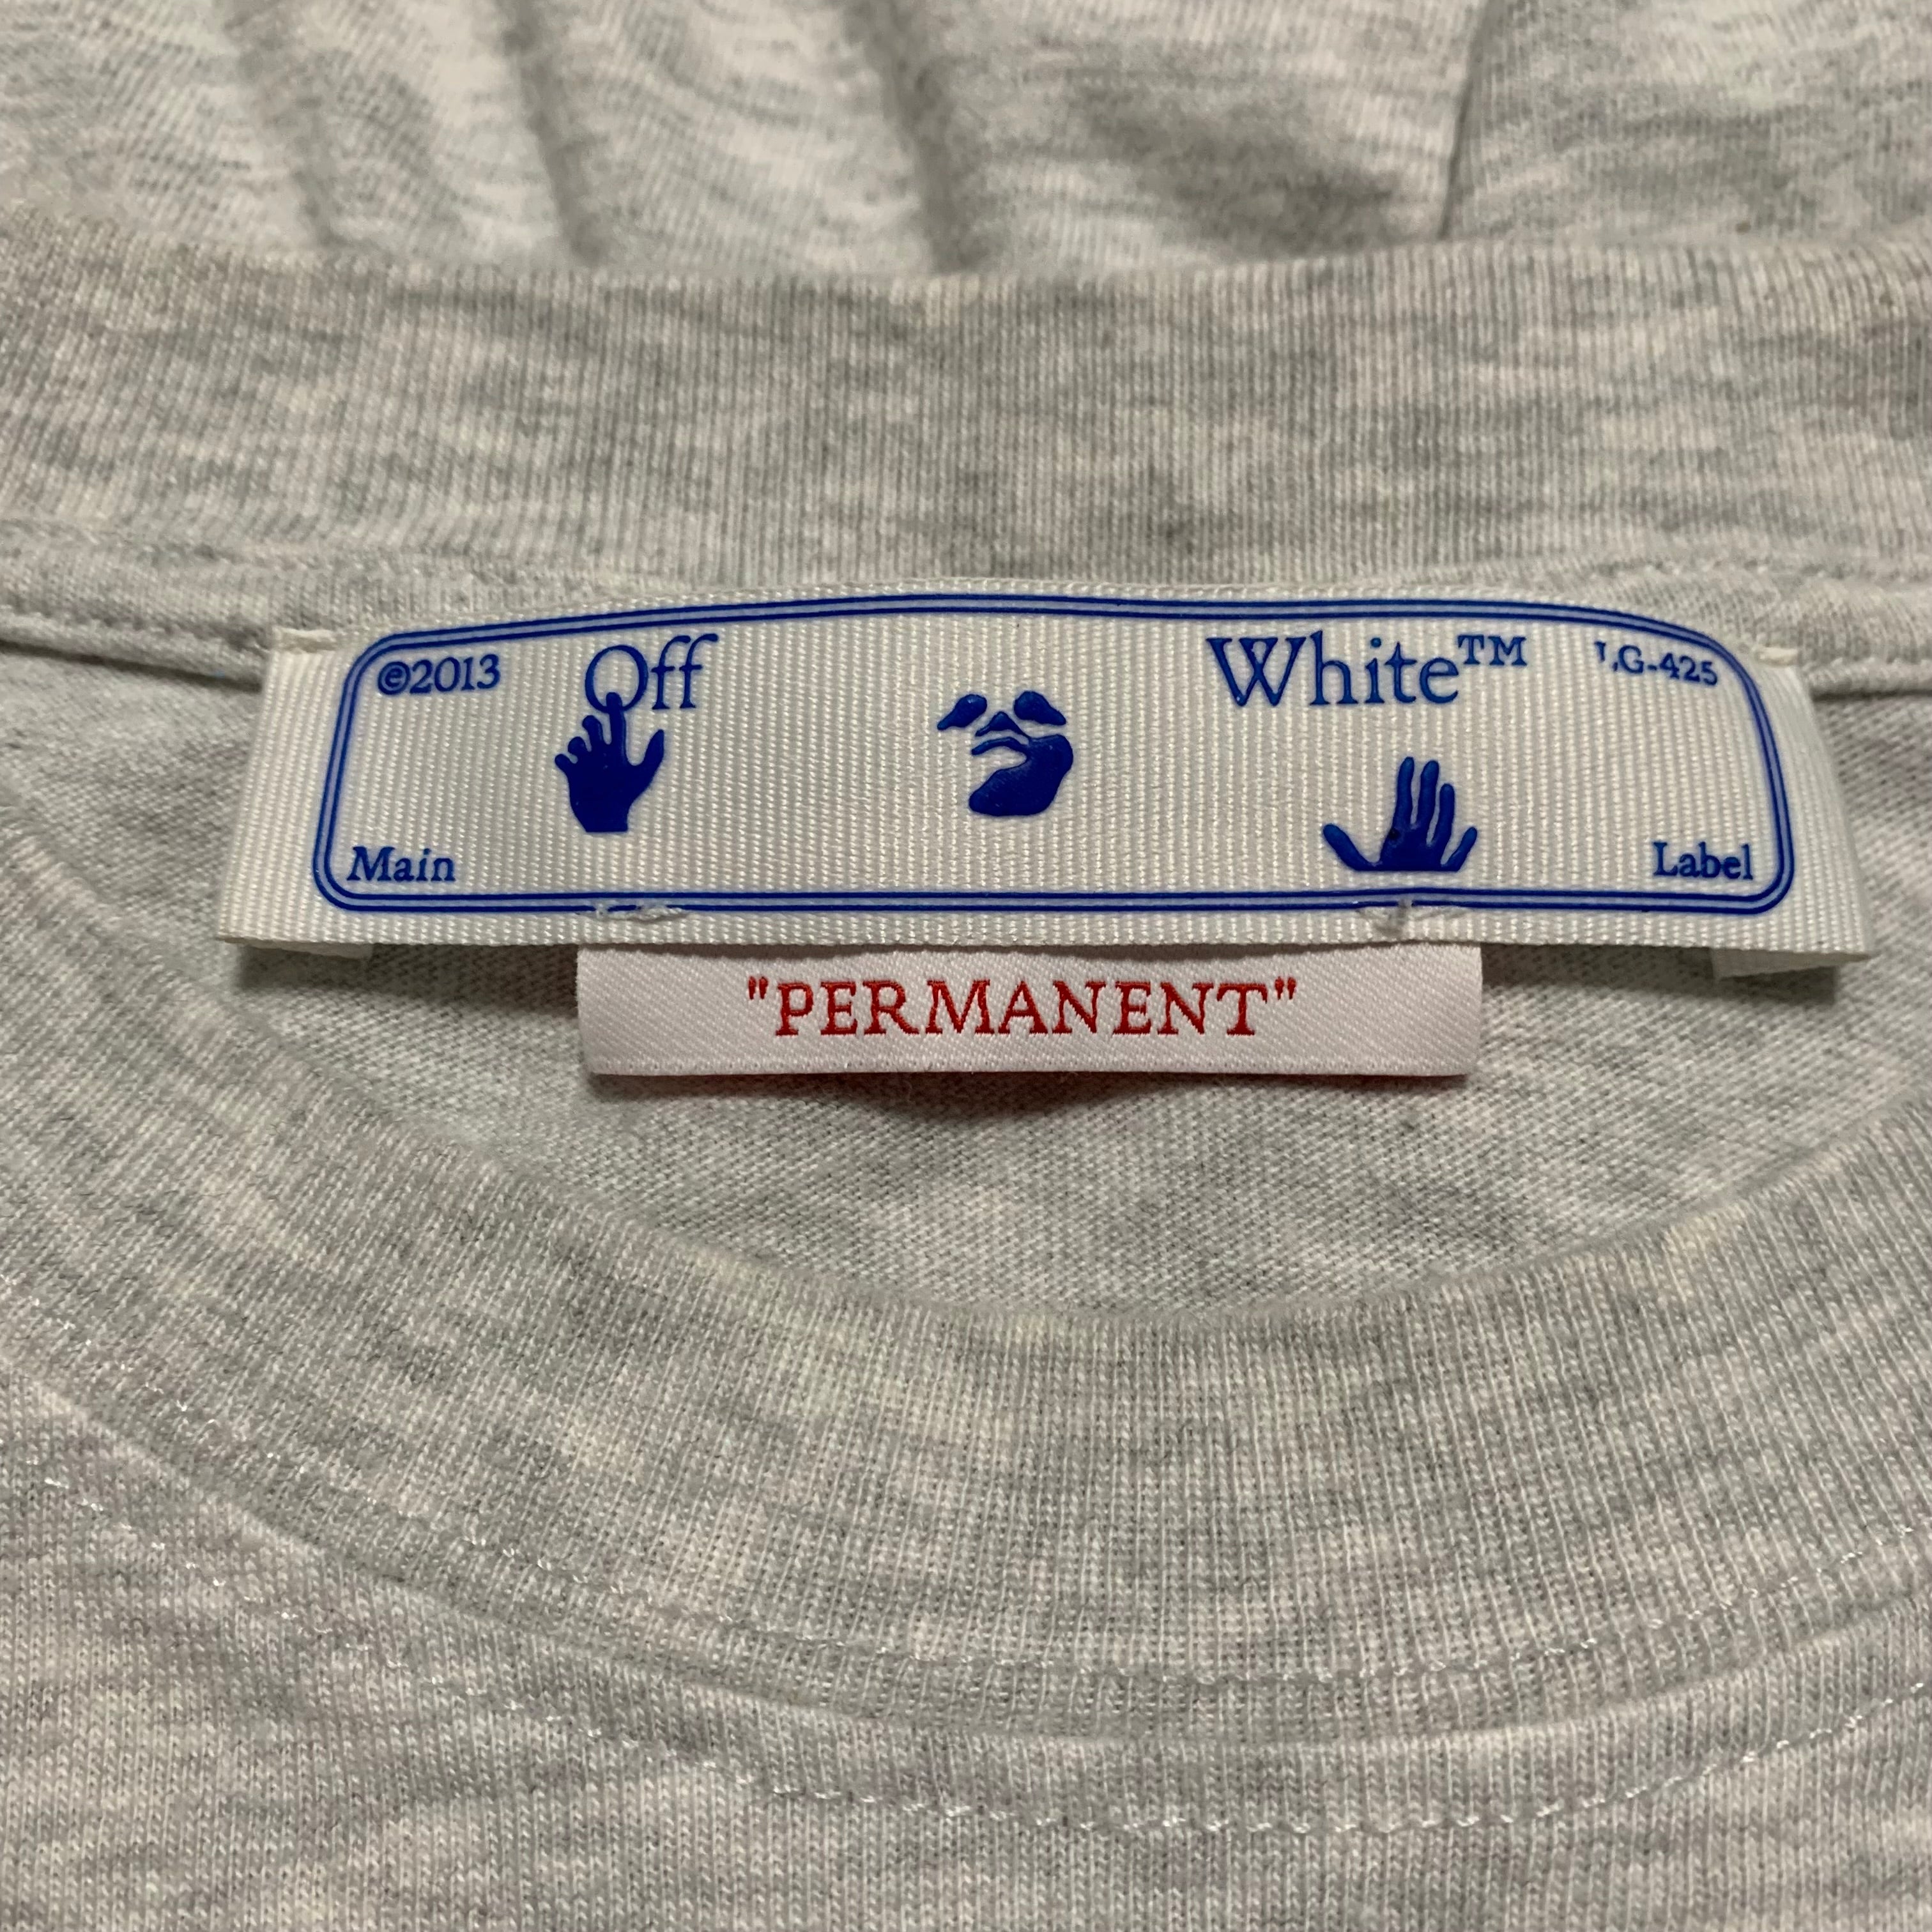 ©2013 Off White™ LG-425
Main Label
"PERMANENT"